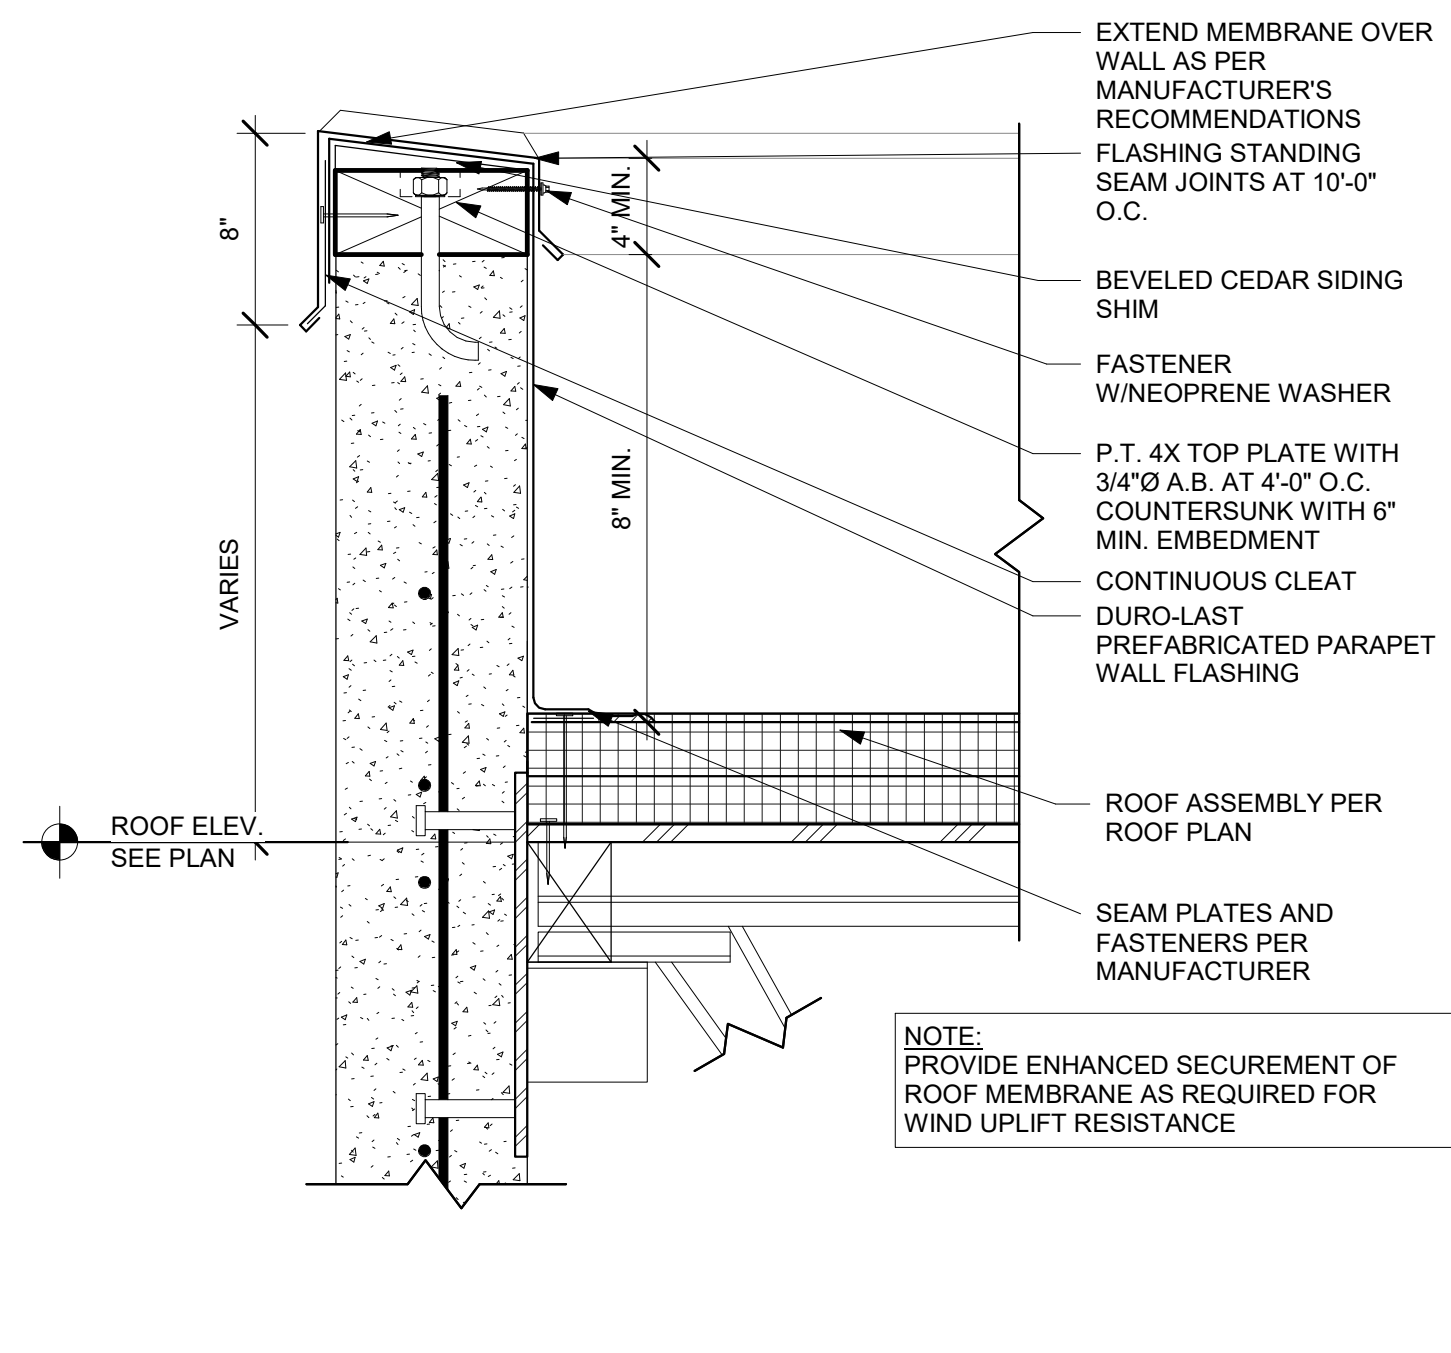 EXTEND MEMBRANE OVER
WALL AS PER
MANUFACTURER'S
RECOMMENDATIONS
FLASHING STANDING
SEAM JOINTS AT 10'-0"
O.C.
BEVELED CEDAR SIDING
SHIM
FASTENER
W/NEOPRENE WASHER
P.T. 4X TOP PLATE WITH
3/4"Ø A.B. AT 4'-0" O.C.
COUNTERSUNK WITH 6"
MIN. EMBEDMENT
CONTINUOUS CLEAT
DURO-LAST
PREFABRICATED PARAPET
WALL FLASHING
ROOF ASSEMBLY PER
ROOF PLAN
SEAM PLATES AND
FASTENERS PER
MANUFACTURER
NOTE:
PROVIDE ENHANCED SECUREMENT OF
ROOF MEMBRANE AS REQUIRED FOR
WIND UPLIFT RESISTANCE
8"
VARIES
4" MIN.
8" MIN.
ROOF ELEV.
SEE PLAN